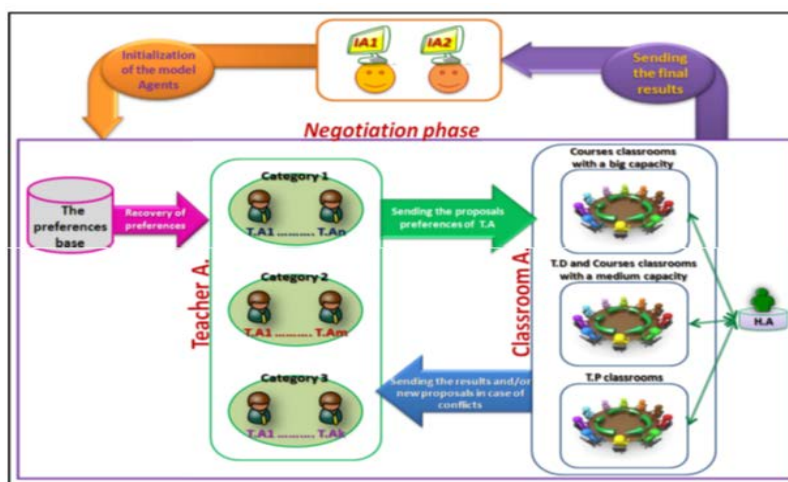 IA1
IA2
Initialization
of the model
Agents
Sending
the final
results
Negotiation phase
The
preferences
base
Recovery of
preferences
Teacher A.
Category 1
T.A1 .......... T.An
Category 2
T.A1 .......... T.Am
Category 3
T.A1 .......... T.Ak
Sending the proposals
preferences of T.A
Sending the results and/or
new proposals in case of
conflicts
Classroom A.
Courses classrooms
with a big capacity
T.D and Courses classrooms
with a medium capacity
T.P classrooms
H.A